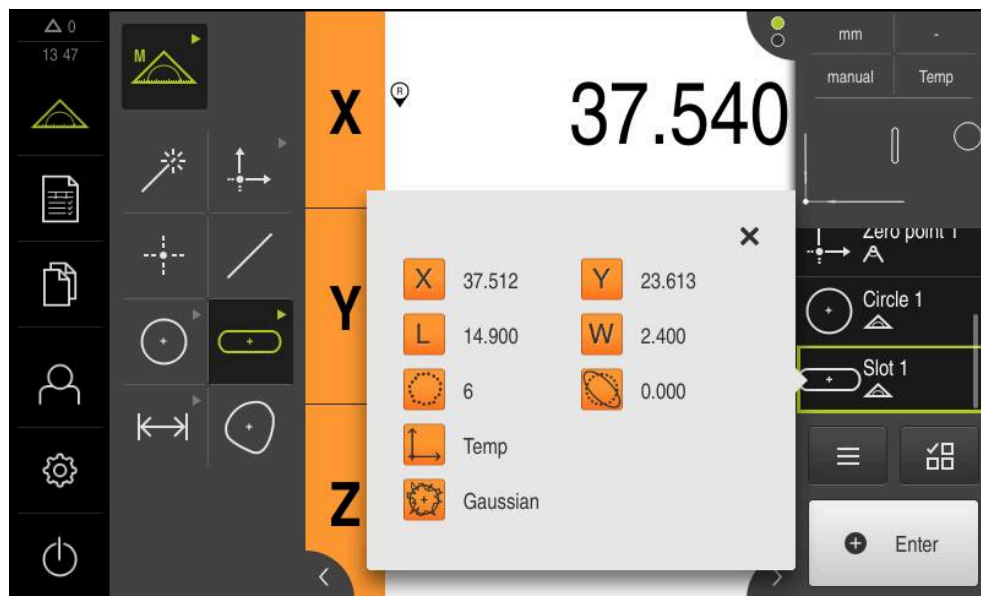 0
13 47
M
X
R
37.540
mm
-
manual
Temp
Zero point 1
Circle 1
Slot 1
X 37.512 Y 23.613
L 14.900 W 2.400
6 0.000
Temp
Gaussian
Y
Z
Enter